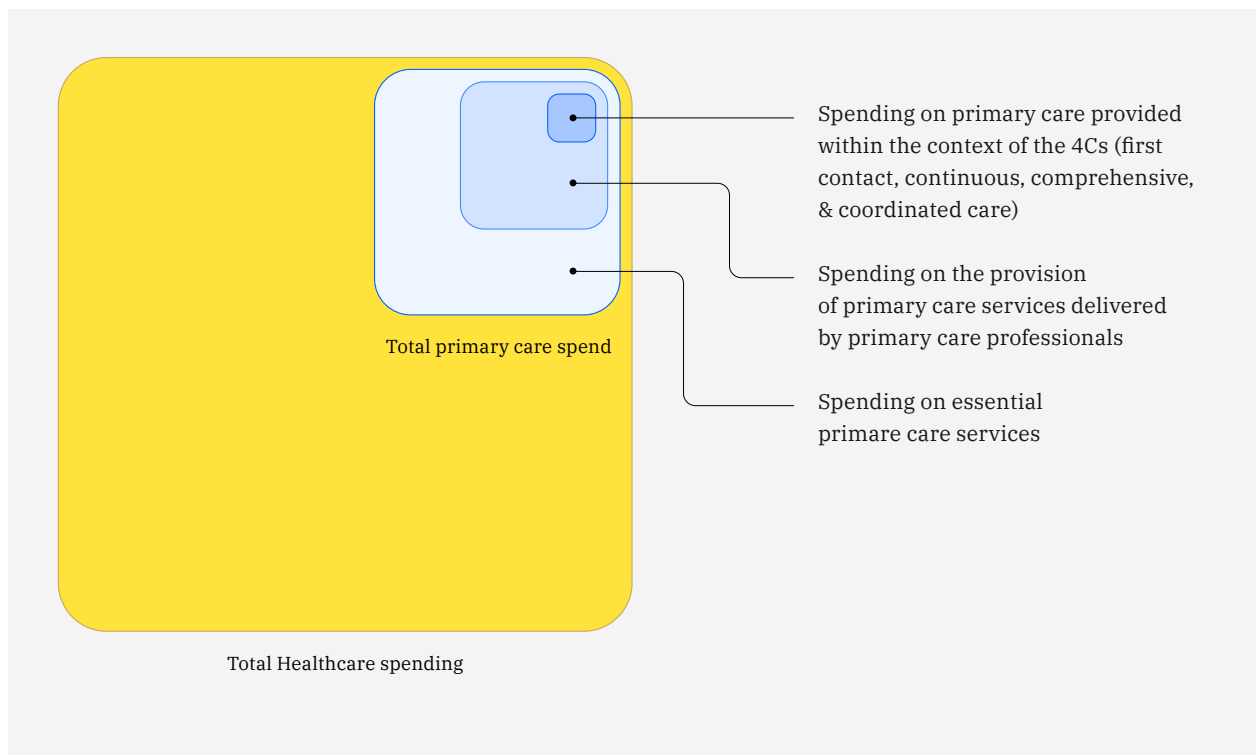 Spending on primary care provided
within the context of the 4Cs (first
contact, continuous, comprehensive,
& coordinated care)
Spending on the provision
of primary care services delivered
by primary care professionals
Total primary care spend
Spending on essential
primare care services
Total Healthcare spending